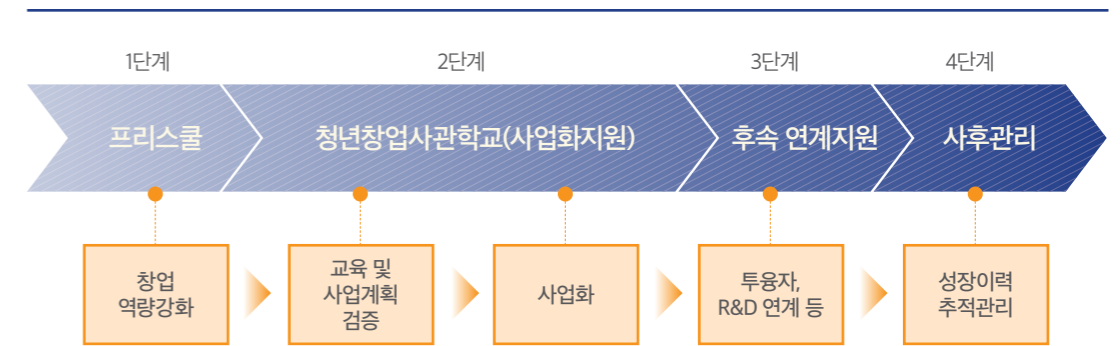 1단계
2단계
3단계
4단계
프리스쿨
청년창업사관학교(사업화지원)
후속 연계지원
사후관리
창업
역량강화
교육 및
사업계획
검증
사업화
투융자,
R&D 연계 등
성장이력
추적관리